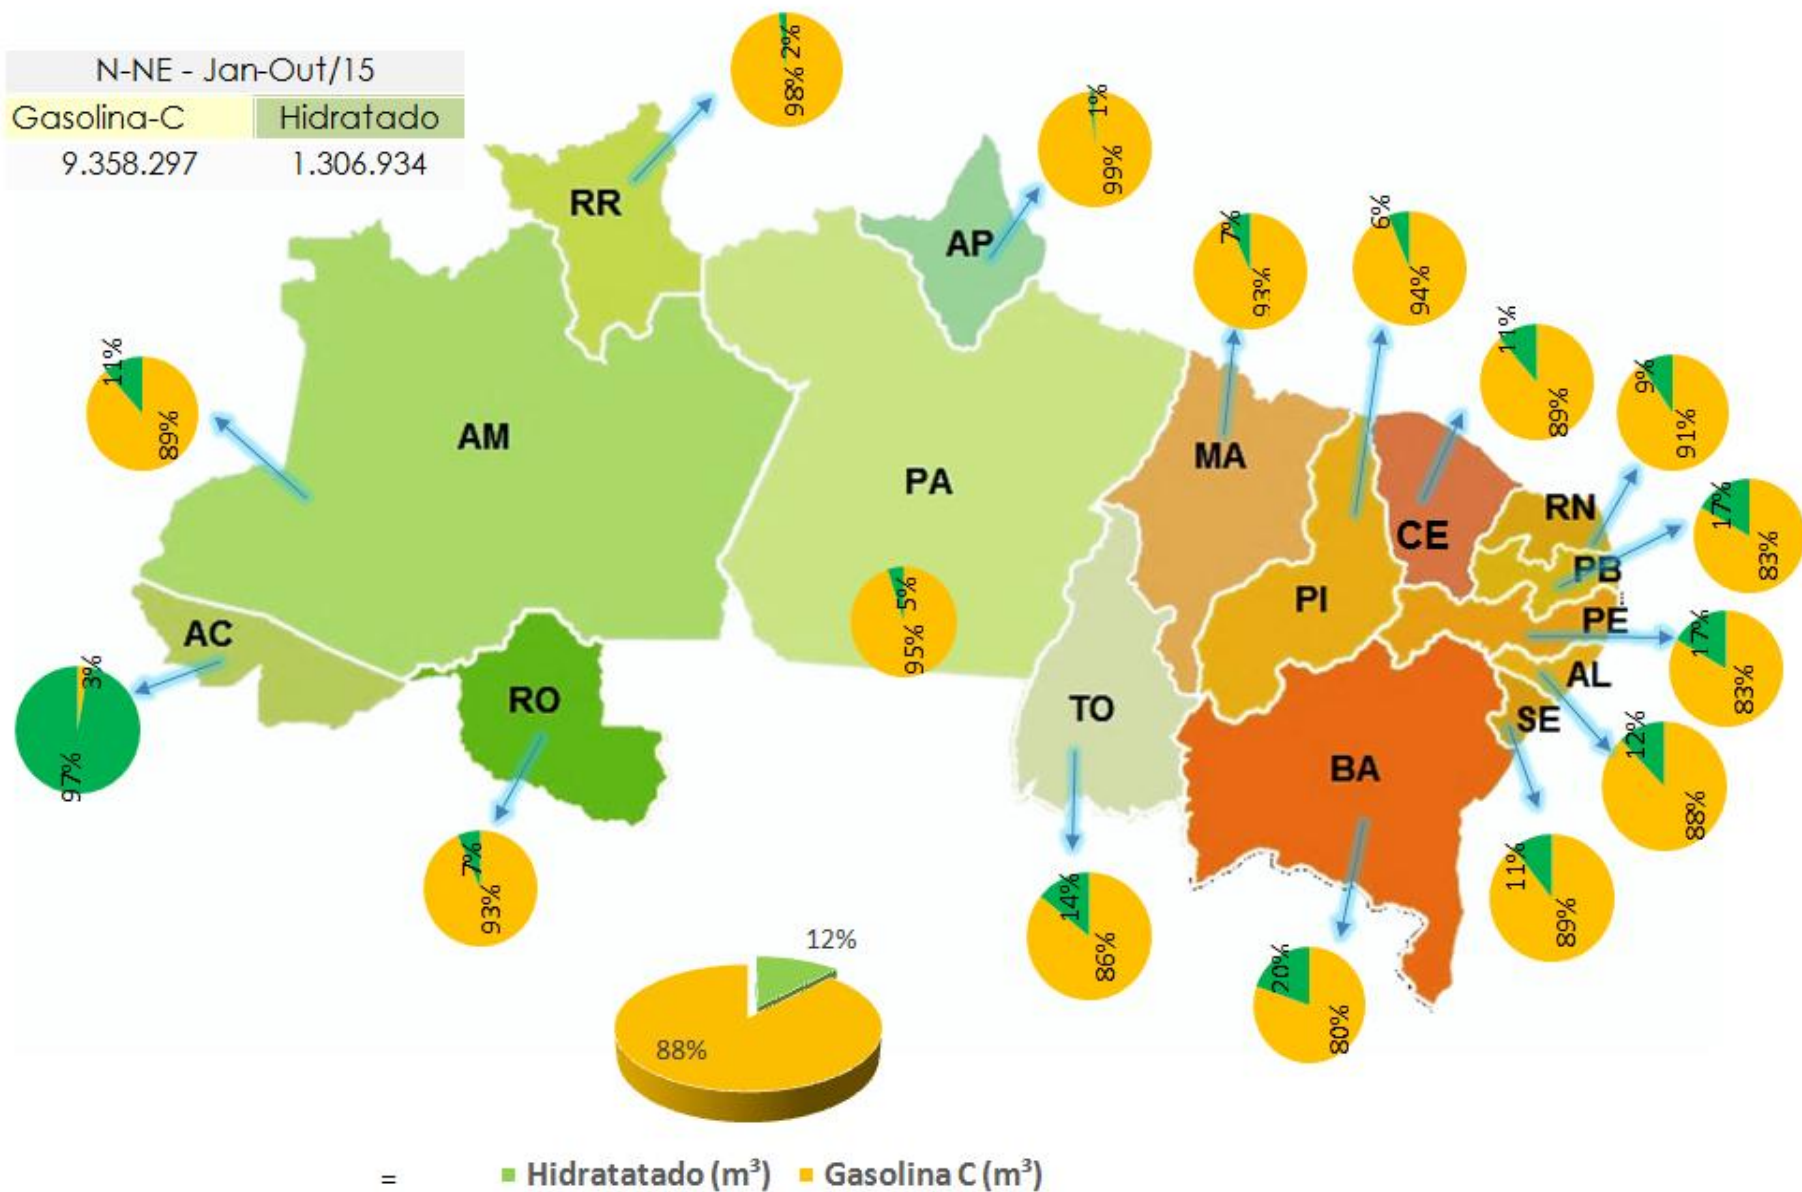 N-NE - Jan-Out/15
Gasolina-C Hidratado
9.358.297 1.306.934
98% 2%
1%
99%
RR
AP
7%
93%
6%
94%
11%
89%
11%
89%
9%
91%
AM
PA
MA
CE
RN
17%
83%
PB
PI
PE
17%
83%
95% 5%
AC
3%
97%
RO
TO
AL
SE
12%
88%
BA
7%
93%
14%
86%
11%
89%
20%
80%
12%
88%
= Hidratatado (m³) Gasolina C (m³)